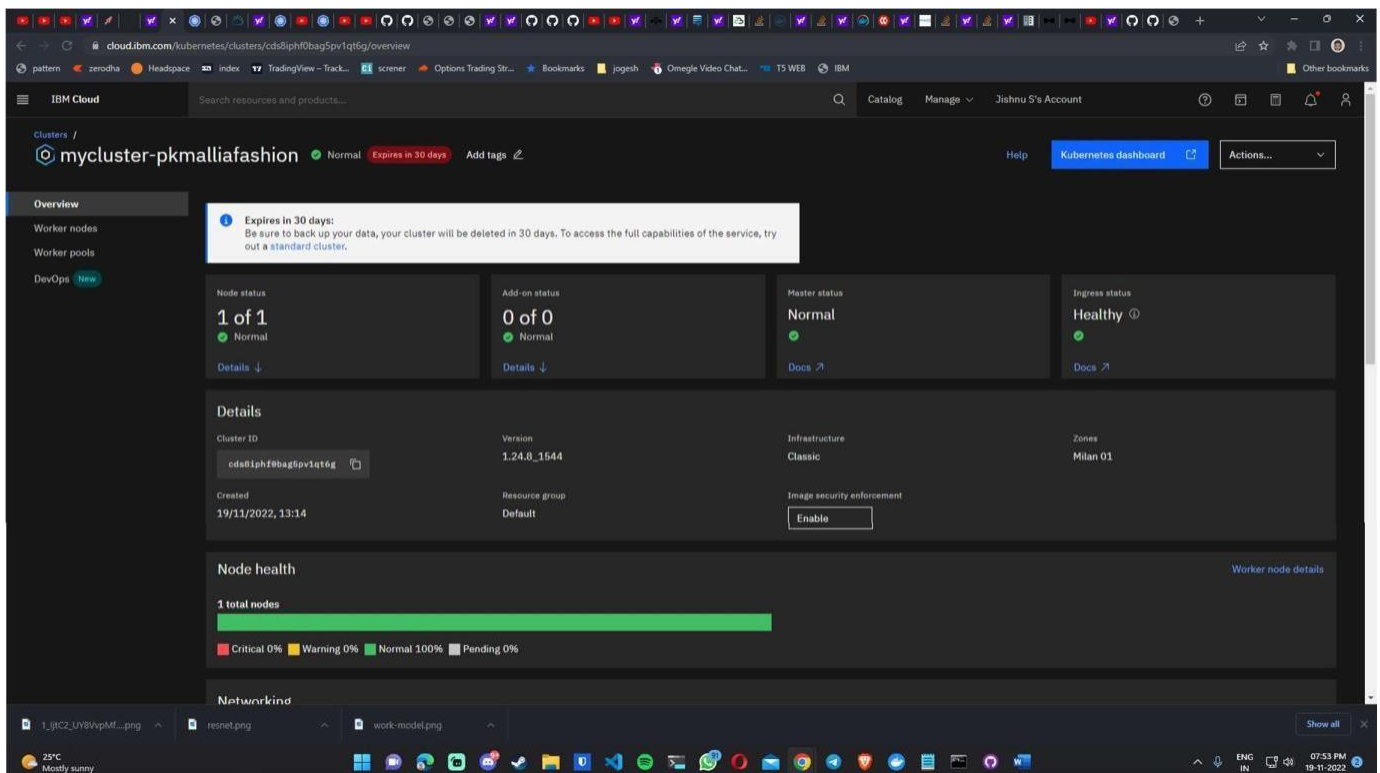 cloud.ibm.com/kubernetes/clusters/cds8iphf0bag5pv1qt6g/overview
pattern zerodha Headspace index TradingView – Track... screner Options Trading Str... Bookmarks jogesh Omegle Video Chat... T5 WEB IBM Other bookmarks
IBM Cloud Search resources and products... Catalog Manage Jishnu S's Account
Clusters /
mycluster-pkmalliafashion Normal Expires in 30 days Add tags Help Kubernetes dashboard Actions...
Overview
Worker nodes
Worker pools
DevOps New
Expires in 30 days:
Be sure to back up your data, your cluster will be deleted in 30 days. To access the full capabilities of the service, try
out a standard cluster.
Node status Add-on status Master status Ingress status
1 of 1 0 of 0 Normal Healthy
Normal Normal
Details Details Docs Docs
Details
Cluster ID Version Infrastructure Zones
cds8iphf0bag5pv1qt6g 1.24.8_1544 Classic Milan 01
Created Resource group Image security enforcement
19/11/2022, 13:14 Default Enable
Node health Worker node details
1 total nodes
Critical 0% Warning 0% Normal 100% Pending 0%
Networking
resnet.png work-model.png Show all
25°C ENG 07:53 PM
Mostly sunny IN 19-11-2022